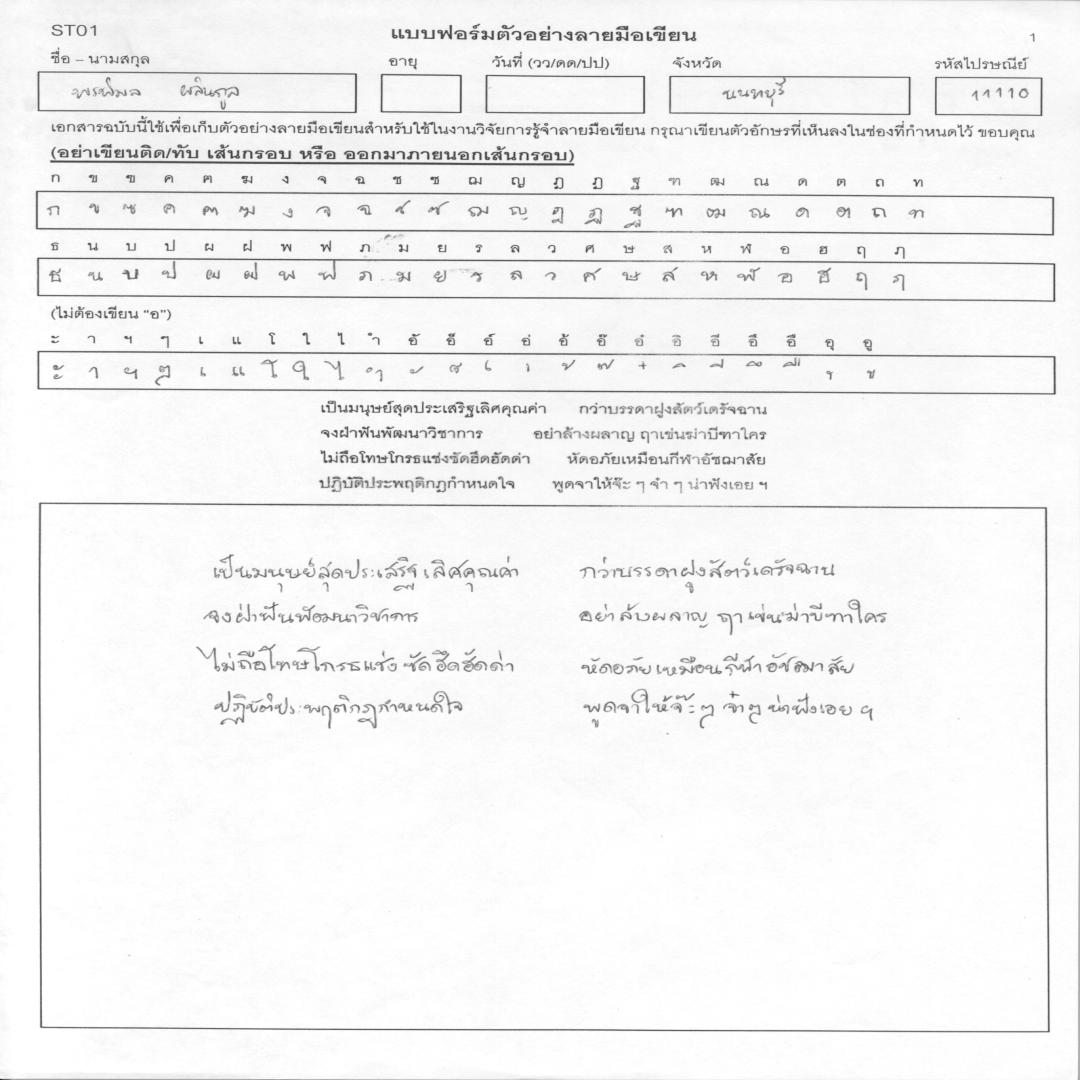 ST01
แบบฟอร์มตัวอย่างลายมือเขียน
1
ชื่อ – นามสกุล อายุ วันที่ (วว/ดด/ปป) จังหวัด รหัสไปรษณีย์
พรพิมล ผลินกูล นนทบุรี 11110
เอกสารฉบับนี้ใช้เพื่อเก็บตัวอย่างลายมือเขียนสำหรับใช้ในงานวิจัยการรู้จำลายมือเขียน กรุณาเขียนตัวอักษรที่เห็นลงในช่องที่กำหนดไว้ ขอบคุณ
(อย่าเขียนติด/ทับ เส้นกรอบ หรือ ออกมาภายนอกเส้นกรอบ)
ก ข ฃ ค ฅ ฆ ง จ ฉ ช ซ ฌ ญ ฎ ฏ ฐ ฑ ฒ ณ ด ต ถ ท
ก ข ฃ ค ฅ ฆ ง จ ฉ ช ซ ฌ ญ ฎ ฏ ฐ ฑ ฒ ณ ด ต ถ ท
ธ น บ ป ผ ฝ พ ฟ ภ ม ย ร ล ว ศ ษ ส ห ฬ อ ฮ ฤ ฦ
ธ น บ ป ผ ฝ พ ฟ ภ ม ย ร ล ว ศ ษ ส ห ฬ อ ฮ ฤ ฦ
(ไม่ต้องเขียน "อ")
ะ า ฯ ๆ เ แ โ ใ ไ ำ อั อ็ อ์ อ่ อ้ อ๊ อ๋ อิ อี อึ อื อุ อู
ะ า ฯ ๆ เ แ โ ใ ไ ำ ั ็ ์ ่ ้ ๊ ๋ ิ ี ึ ื ุ ู
เป็นมนุษย์สุดประเสริฐเลิศคุณค่า กว่าบรรดาฝูงสัตว์เดรัจฉาน
จงฝ่าฟันพัฒนาวิชาการ อย่าล้างผลาญ ฤาเข่นฆ่าบีฑาใคร
ไม่ถือโทษโกรธแช่งซัดฮึดฮัดด่า หัดอภัยเหมือนกีฬาอัชฌาสัย
ปฏิบัติประพฤติกฎกำหนดใจ พูดจาให้จ๊ะ ๆ จ๋า ๆ น่าฟังเอย ฯ
เป็นมนุษย์สุดประเสริฐเลิศคุณค่า กว่าบรรดาฝูงสัตว์เดรัจฉาน
จงฝ่าฟันพัฒนาวิชาการ อย่าล้างผลาญ ฤาเข่นฆ่าบีฑาใคร
ไม่ถือโทษโกรธแช่ง ซัดฮึดฮัดด่า หัดอภัยเหมือนกีฬาอัชฌาสัย
ปฏิบัติประพฤติกฎกำหนดใจ พูดจาให้จ๊ะๆ จ๋าๆ น่าฟังเอย ฯ